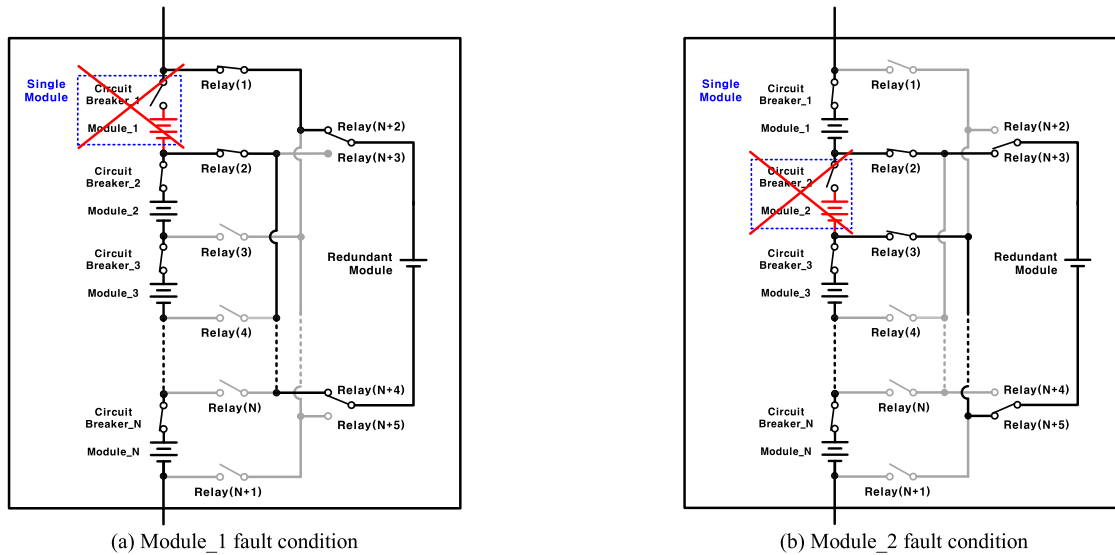 Single
Module
Circuit
Breaker_1
Module_1
Relay(1)
Relay(N+2)
Relay(2)
Relay(N+3)
Circuit
Breaker_2
Module_2
Relay(3)
Circuit
Breaker_3
Module_3
Redundant
Module
Relay(4)
Relay(N+4)
Relay(N)
Relay(N+5)
Circuit
Breaker_N
Module_N
Relay(N+1)
(a) Module_1 fault condition
Single
Module
Circuit
Breaker_1
Module_1
Relay(1)
Relay(N+2)
Relay(2)
Relay(N+3)
Circuit
Breaker_2
Module_2
Relay(3)
Circuit
Breaker_3
Module_3
Redundant
Module
Relay(4)
Relay(N+4)
Relay(N)
Relay(N+5)
Circuit
Breaker_N
Module_N
Relay(N+1)
(b) Module_2 fault condition